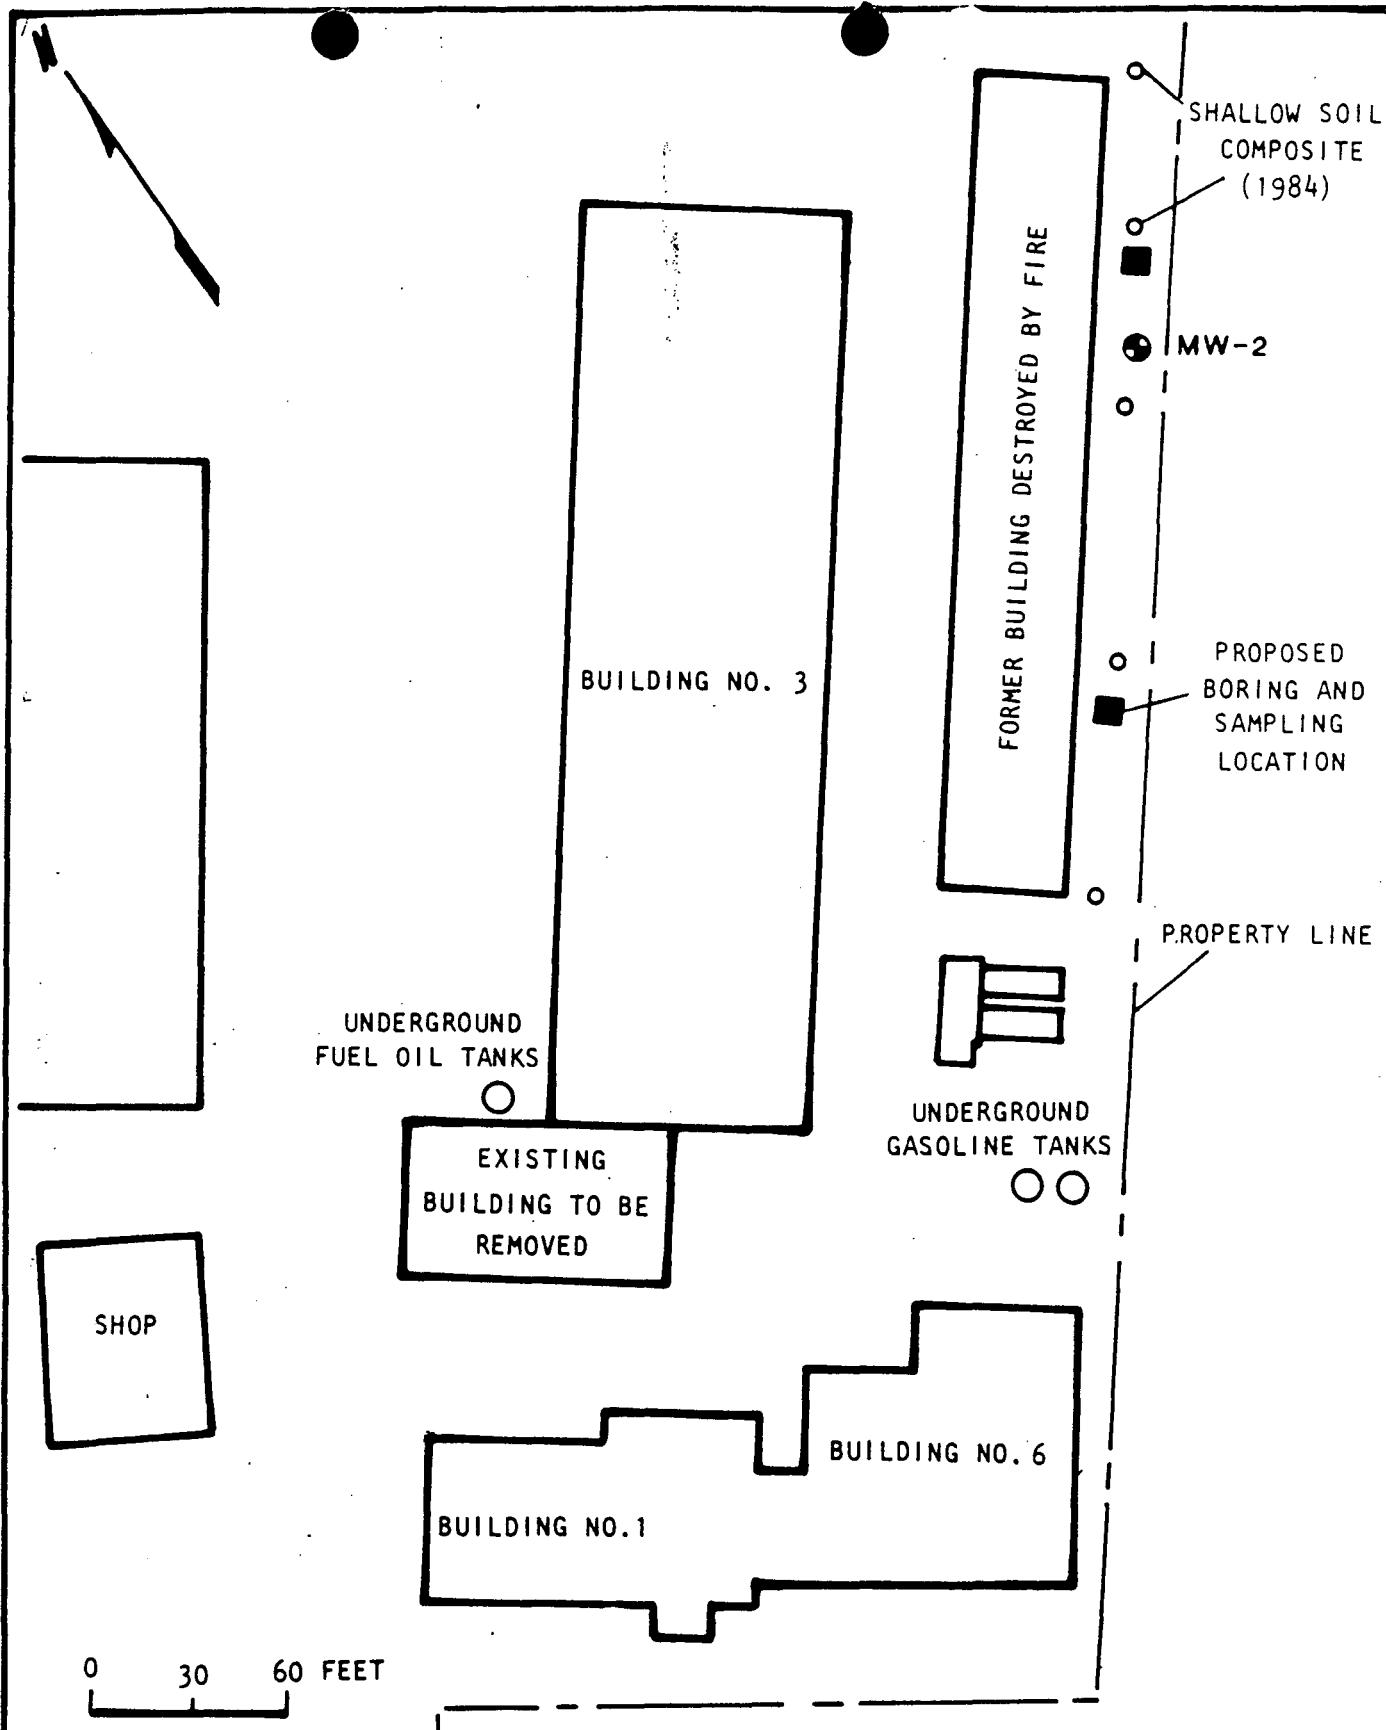 N
SHALLOW SOIL
COMPOSITE
(1984)
MW-2
FORMER BUILDING DESTROYED BY FIRE
BUILDING NO. 3
PROPOSED
BORING AND
SAMPLING
LOCATION
PROPERTY LINE
UNDERGROUND
FUEL OIL TANKS
UNDERGROUND
GASOLINE TANKS
EXISTING
BUILDING TO BE
REMOVED
SHOP
BUILDING NO. 6
BUILDING NO. 1
0 30 60 FEET